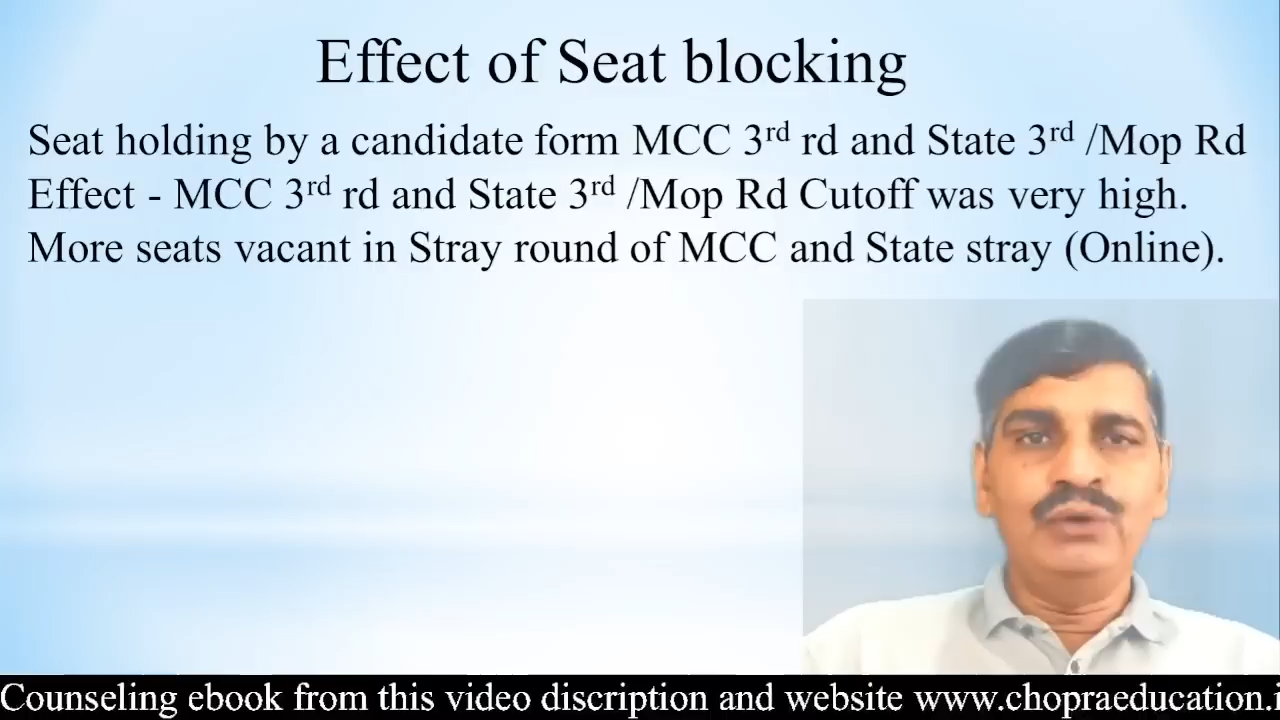 Effect of Seat blocking
Seat holding by a candidate form MCC 3rd rd and State 3rd /Mop Rd
Effect - MCC 3rd rd and State 3rd /Mop Rd Cutoff was very high.
More seats vacant in Stray round of MCC and State stray (Online).
Counseling ebook from this video discription and website www.chopraeducation.i